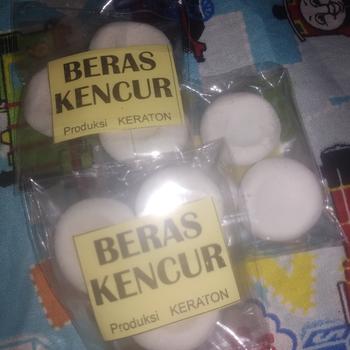 BERAS
KENCUR
Produksi KERATON
BERAS
KENCUR
Produksi KERATON